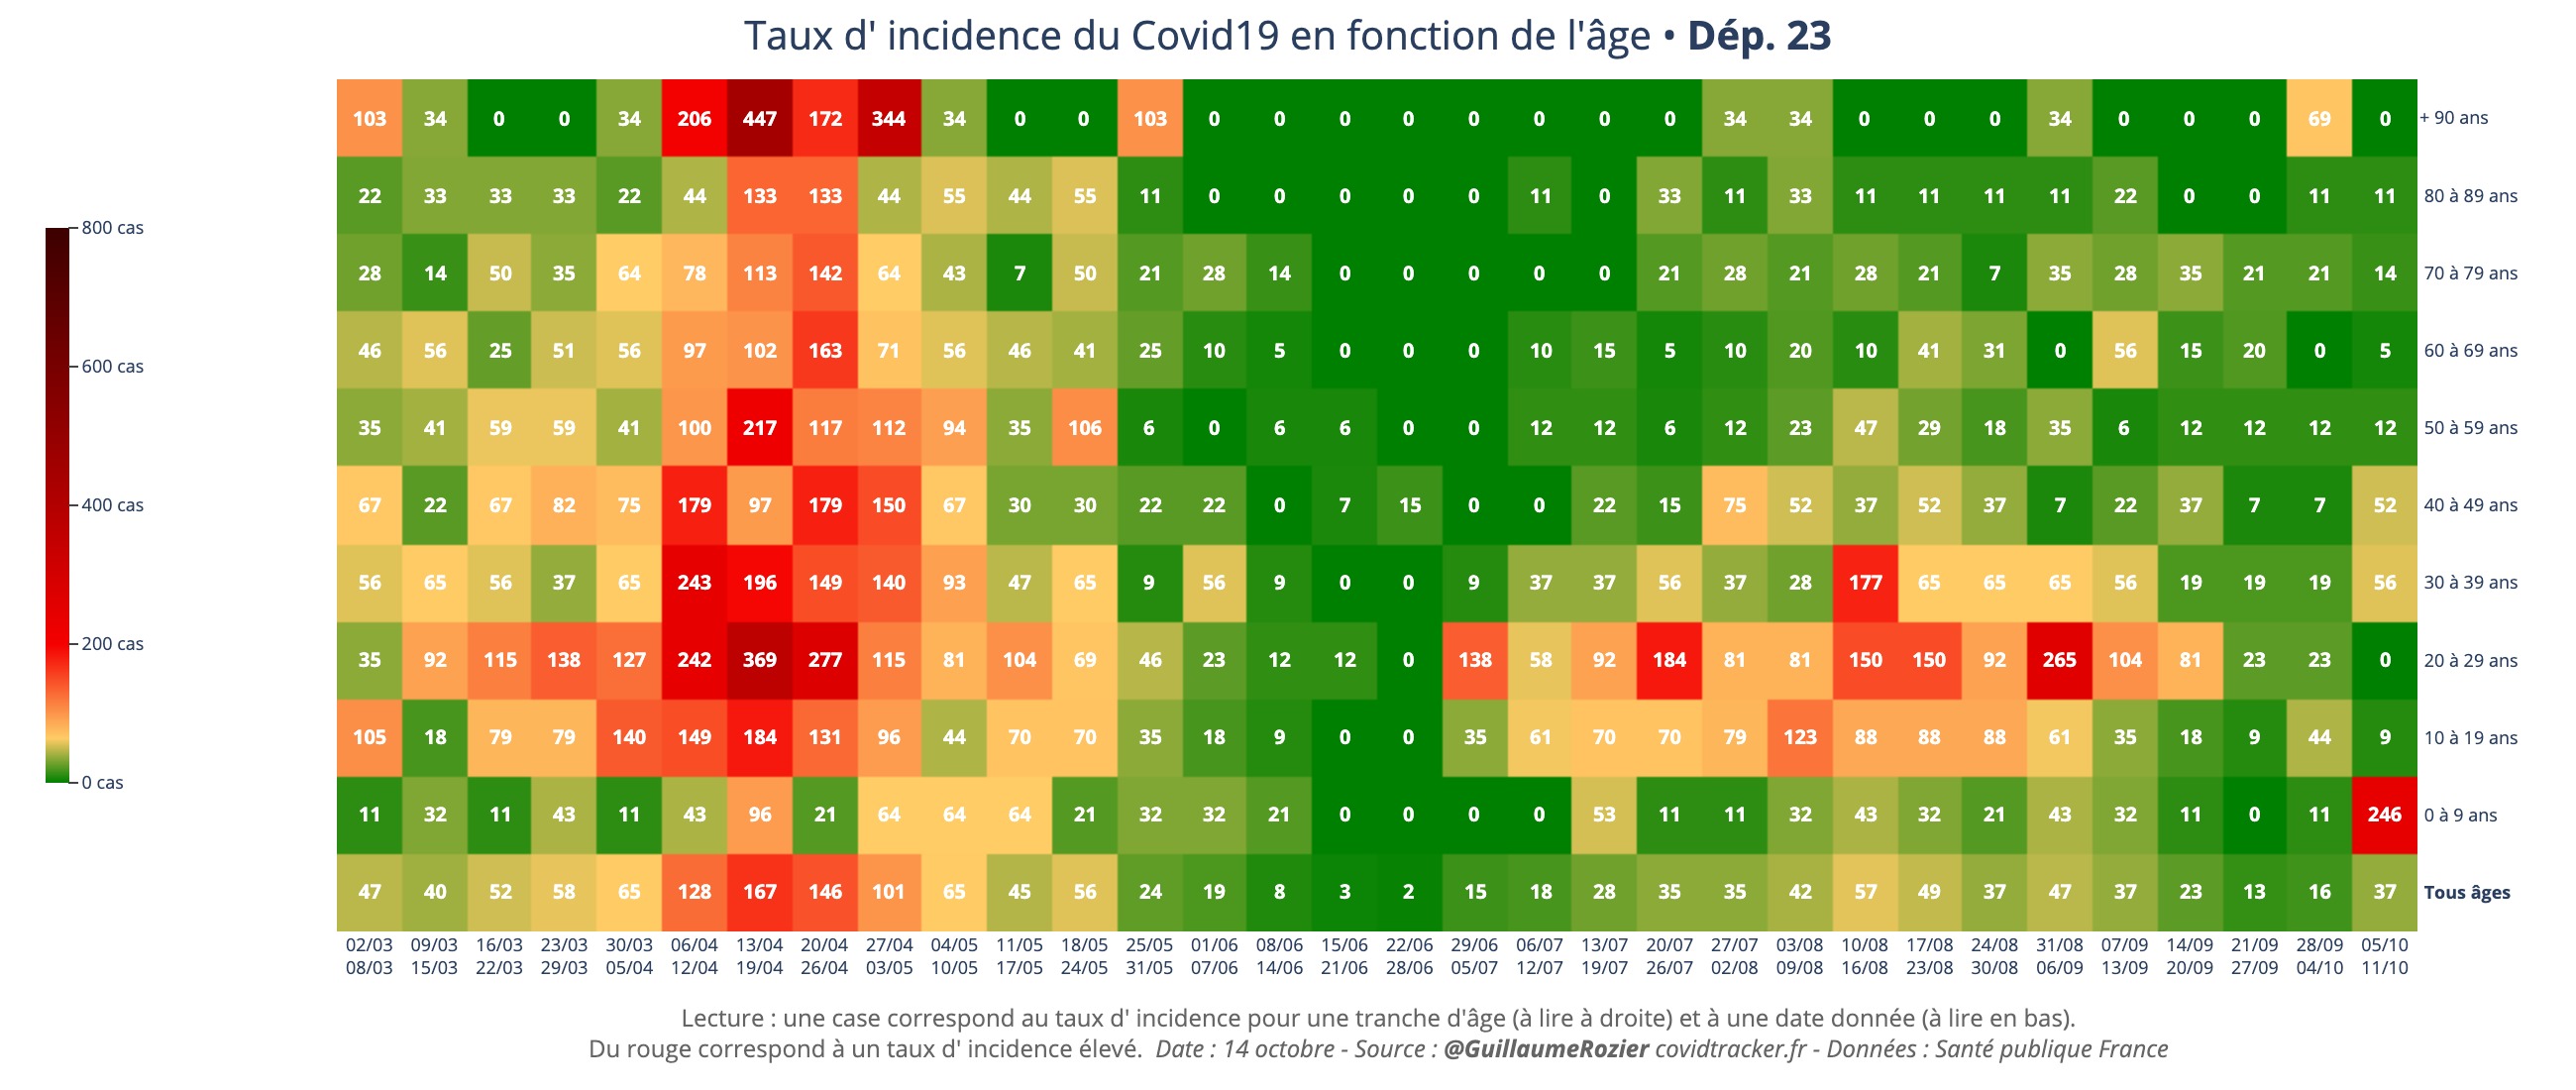 Taux d' incidence du Covid19 en fonction de l'âge • Dép. 23
103 34 0 0 34 206 447 172 344 34 0 0 103 0 0 0 0 0 0 0 0 34 34 0 0 0 34 0 0 0 69 0 + 90 ans
22 33 33 33 22 44 133 133 44 55 44 55 11 0 0 0 0 0 11 0 33 11 33 11 11 11 11 22 0 0 11 11 80 à 89 ans
28 14 50 35 64 78 113 142 64 43 7 50 21 28 14 0 0 0 0 0 21 28 21 28 21 7 35 28 35 21 21 14 70 à 79 ans
46 56 25 51 56 97 102 163 71 56 46 41 25 10 5 0 0 0 10 15 5 10 20 10 41 31 0 56 15 20 0 5 60 à 69 ans
35 41 59 59 41 100 217 117 112 94 35 106 6 0 6 6 0 0 12 12 6 12 23 47 29 18 35 6 12 12 12 12 50 à 59 ans
67 22 67 82 75 179 97 179 150 67 30 30 22 22 0 7 15 0 0 22 15 75 52 37 52 37 7 22 37 7 7 52 40 à 49 ans
56 65 56 37 65 243 196 149 140 93 47 65 9 56 9 0 0 9 37 37 56 37 28 177 65 65 65 56 19 19 19 56 30 à 39 ans
35 92 115 138 127 242 369 277 115 81 104 69 46 23 12 12 0 138 58 92 184 81 81 150 150 92 265 104 81 23 23 0 20 à 29 ans
105 18 79 79 140 149 184 131 96 44 70 70 35 18 9 0 0 35 61 70 70 79 123 88 88 88 61 35 18 9 44 9 10 à 19 ans
11 32 11 43 11 43 96 21 64 64 64 21 32 32 21 0 0 0 0 53 11 11 32 43 32 21 43 32 11 0 11 246 0 à 9 ans
47 40 52 58 65 128 167 146 101 65 45 56 24 19 8 3 2 15 18 28 35 35 42 57 49 37 47 37 23 13 16 37 Tous âges
02/03 09/03 16/03 23/03 30/03 06/04 13/04 20/04 27/04 04/05 11/05 18/05 25/05 01/06 08/06 15/06 22/06 29/06 06/07 13/07 20/07 27/07 03/08 10/08 17/08 24/08 31/08 07/09 14/09 21/09 28/09 05/10
08/03 15/03 22/03 29/03 05/04 12/04 19/04 26/04 03/05 10/05 17/05 24/05 31/05 07/06 14/06 21/06 28/06 05/07 12/07 19/07 26/07 02/08 09/08 16/08 23/08 30/08 06/09 13/09 20/09 27/09 04/10 11/10
800 cas
600 cas
400 cas
200 cas
0 cas
Lecture : une case correspond au taux d' incidence pour une tranche d'âge (à lire à droite) et à une date donnée (à lire en bas).
Du rouge correspond à un taux d' incidence élevé. Date : 14 octobre - Source : @GuillaumeRozier covidtracker.fr - Données : Santé publique France